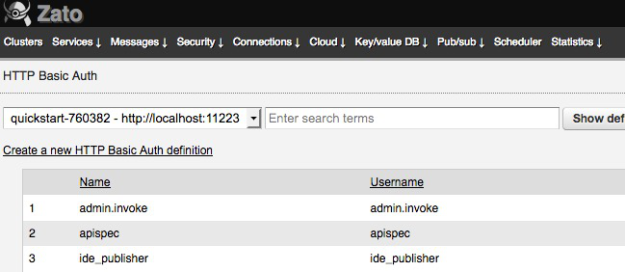 Zato
Clusters Services ↓ Messages ↓ Security ↓ Connections ↓ Cloud ↓ Key/value DB ↓ Pub/sub ↓ Scheduler Statistics ↓
HTTP Basic Auth
quickstart-760382 - http://localhost:11223 Enter search terms Show def
Create a new HTTP Basic Auth definition
Name Username
1 admin.invoke admin.invoke
2 apispec apispec
3 ide_publisher ide_publisher